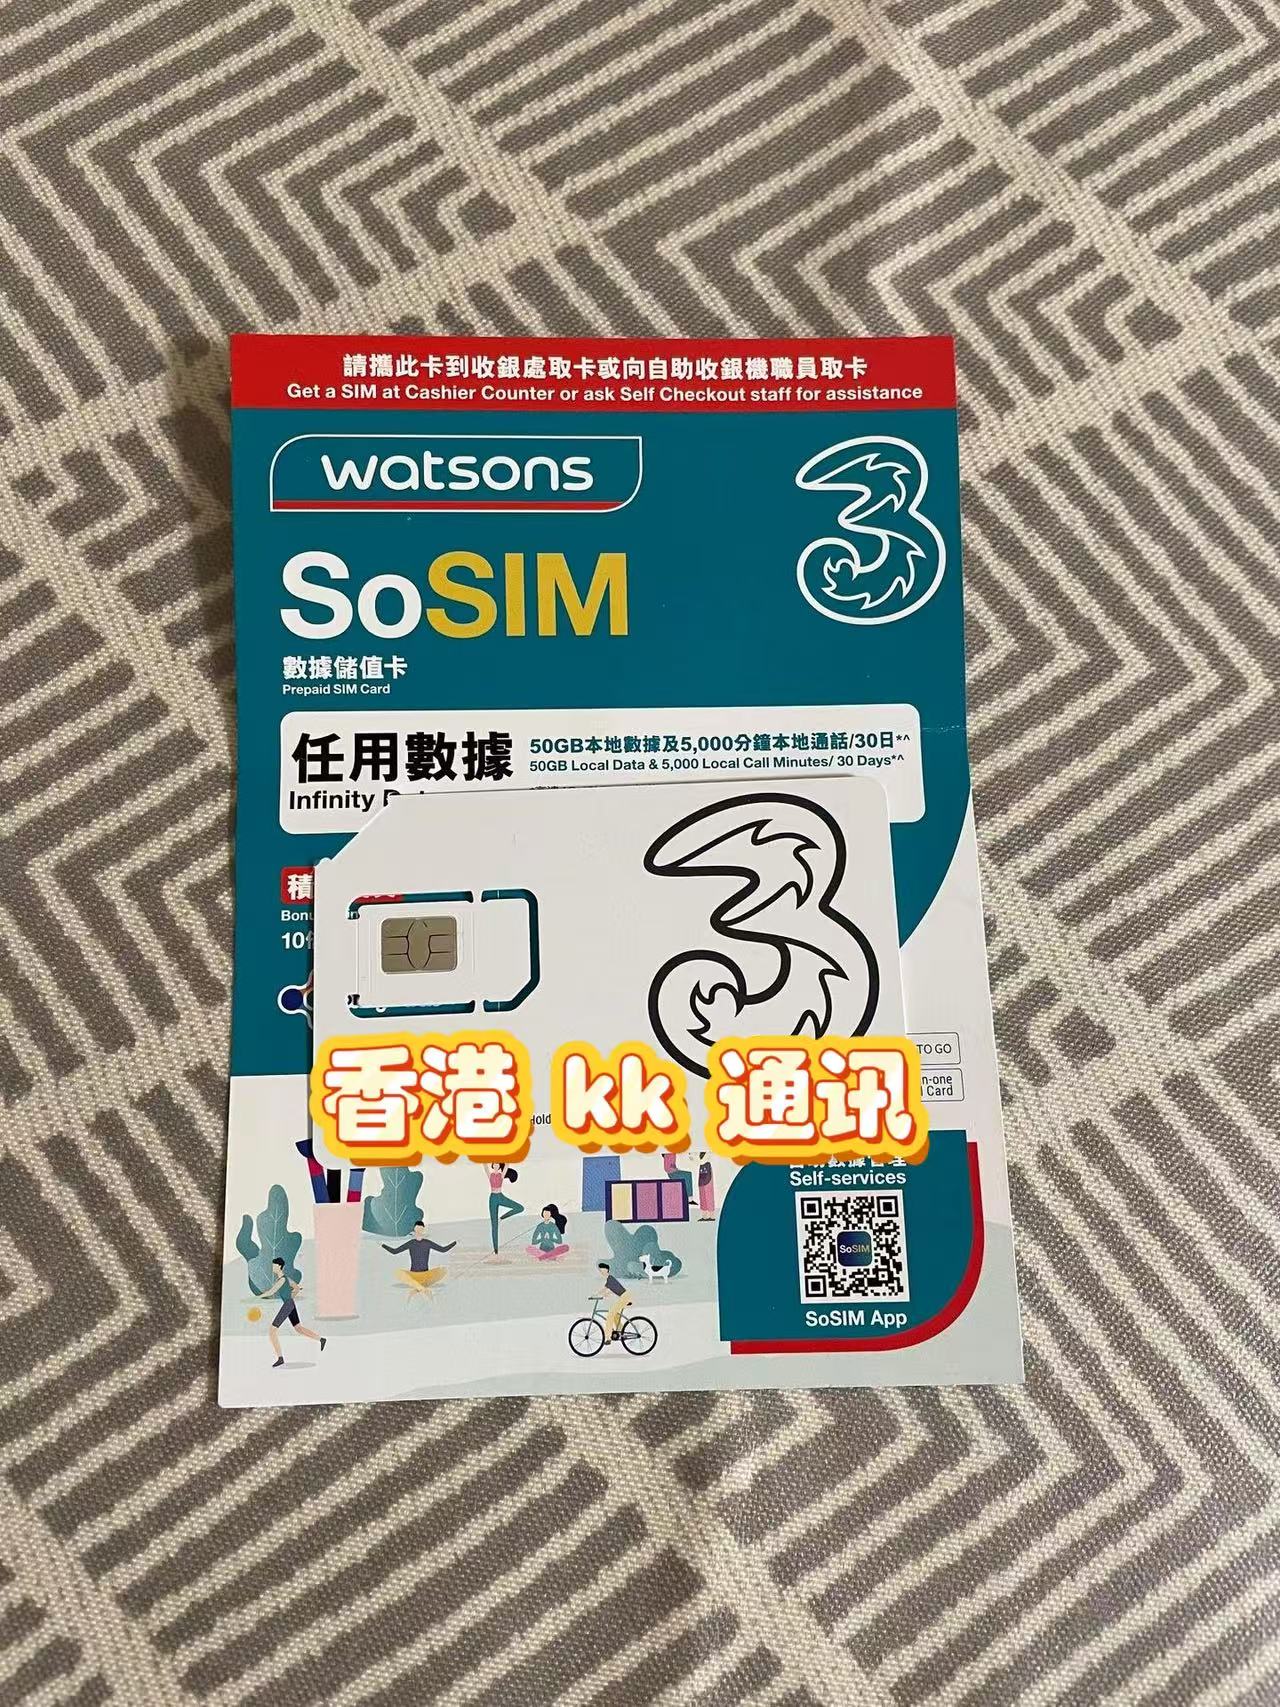 請攜此卡到收銀處取卡或向自助收銀機職員取卡
Get a SIM at Cashier Counter or ask Self Checkout staff for assistance
watsons
3
SoSIM
數據儲值卡
Prepaid SIM Card
任用數據
50GB本地數據及5,000分鐘本地通話/30日*^
50GB Local Data & 5,000 Local Call Minutes/ 30 Days*^
Infinity
3
TO GO
香港 kk 通讯
Card
Self-services
SoSIM
SoSIM App